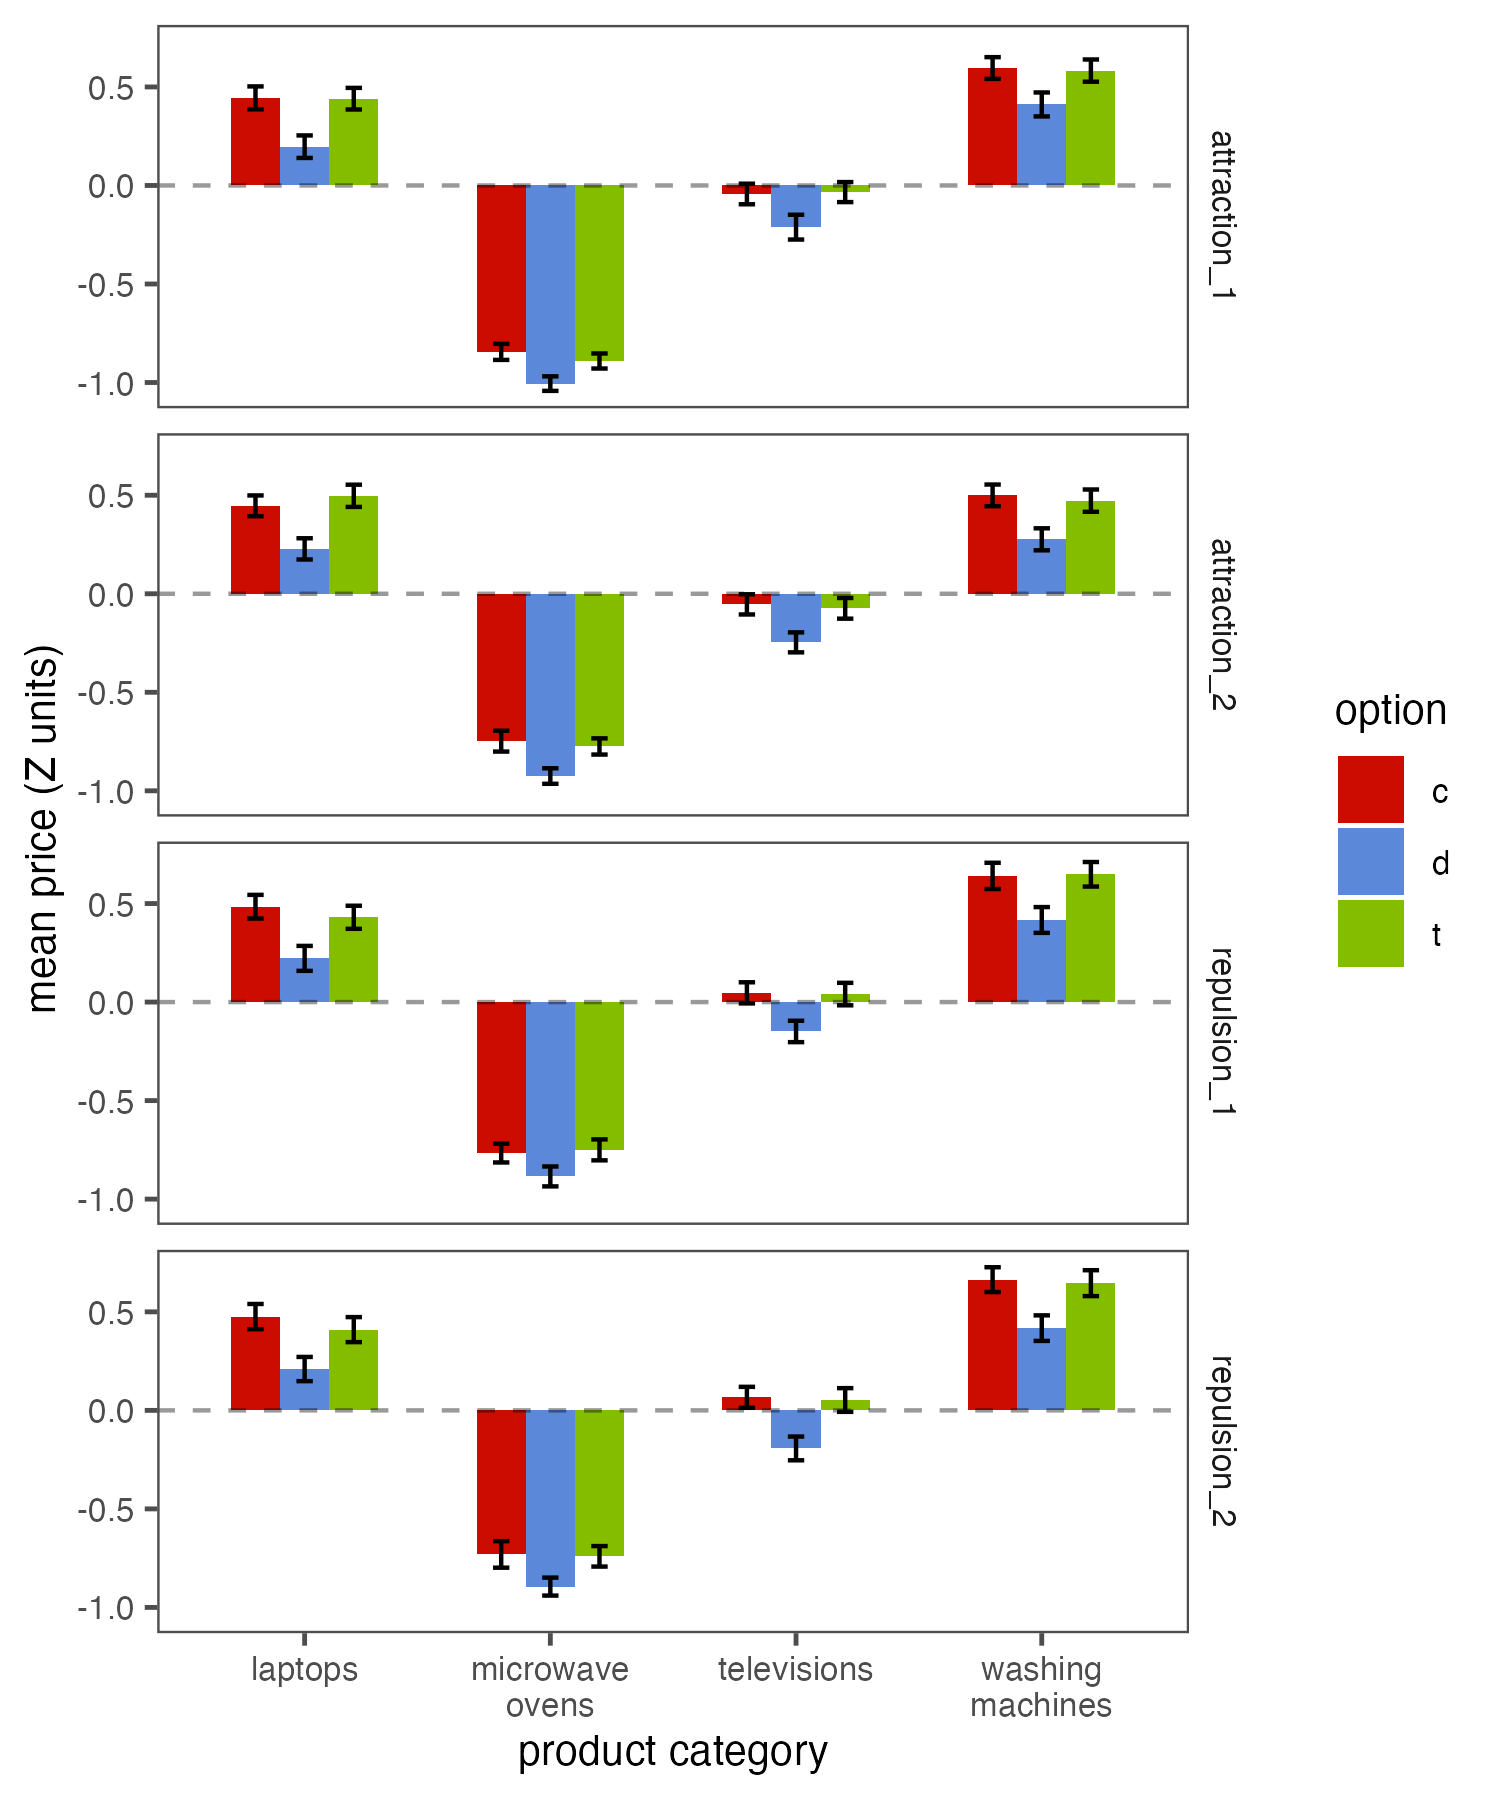 0.5
0.0
-0.5
-1.0
attraction_1
0.5
0.0
-0.5
-1.0
attraction_2
0.5
0.0
-0.5
-1.0
repulsion_1
0.5
0.0
-0.5
-1.0
repulsion_2
mean price (Z units)
laptops
microwave
ovens
televisions
washing
machines
product category
option
c
d
t